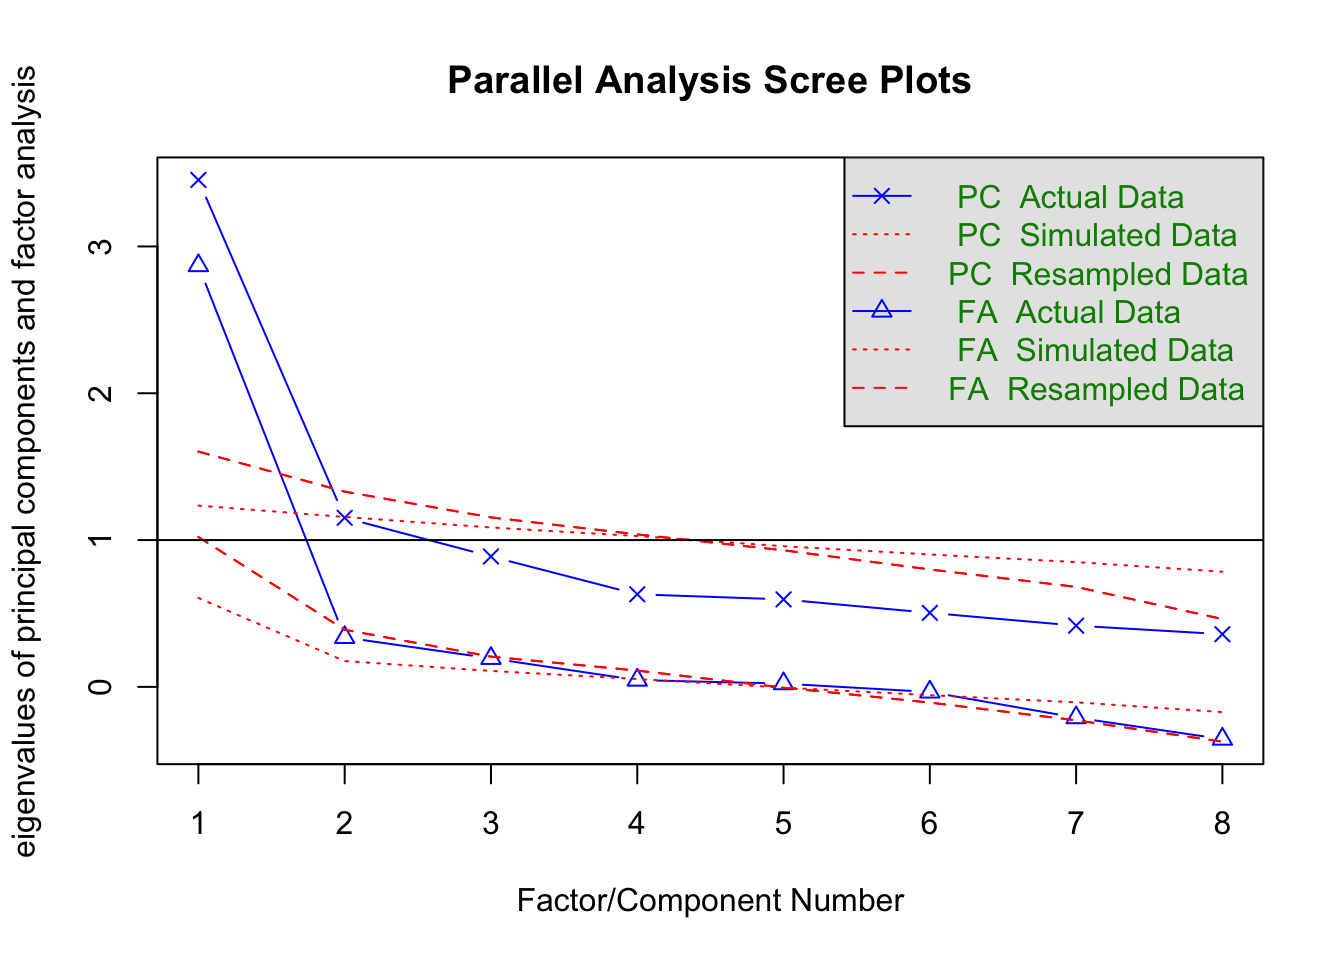 Parallel Analysis Scree Plots
eigenvalues of principal components and factor analysis
3
2
1
0
PC Actual Data
PC Simulated Data
PC Resampled Data
FA Actual Data
FA Simulated Data
FA Resampled Data
1 2 3 4 5 6 7 8
Factor/Component Number